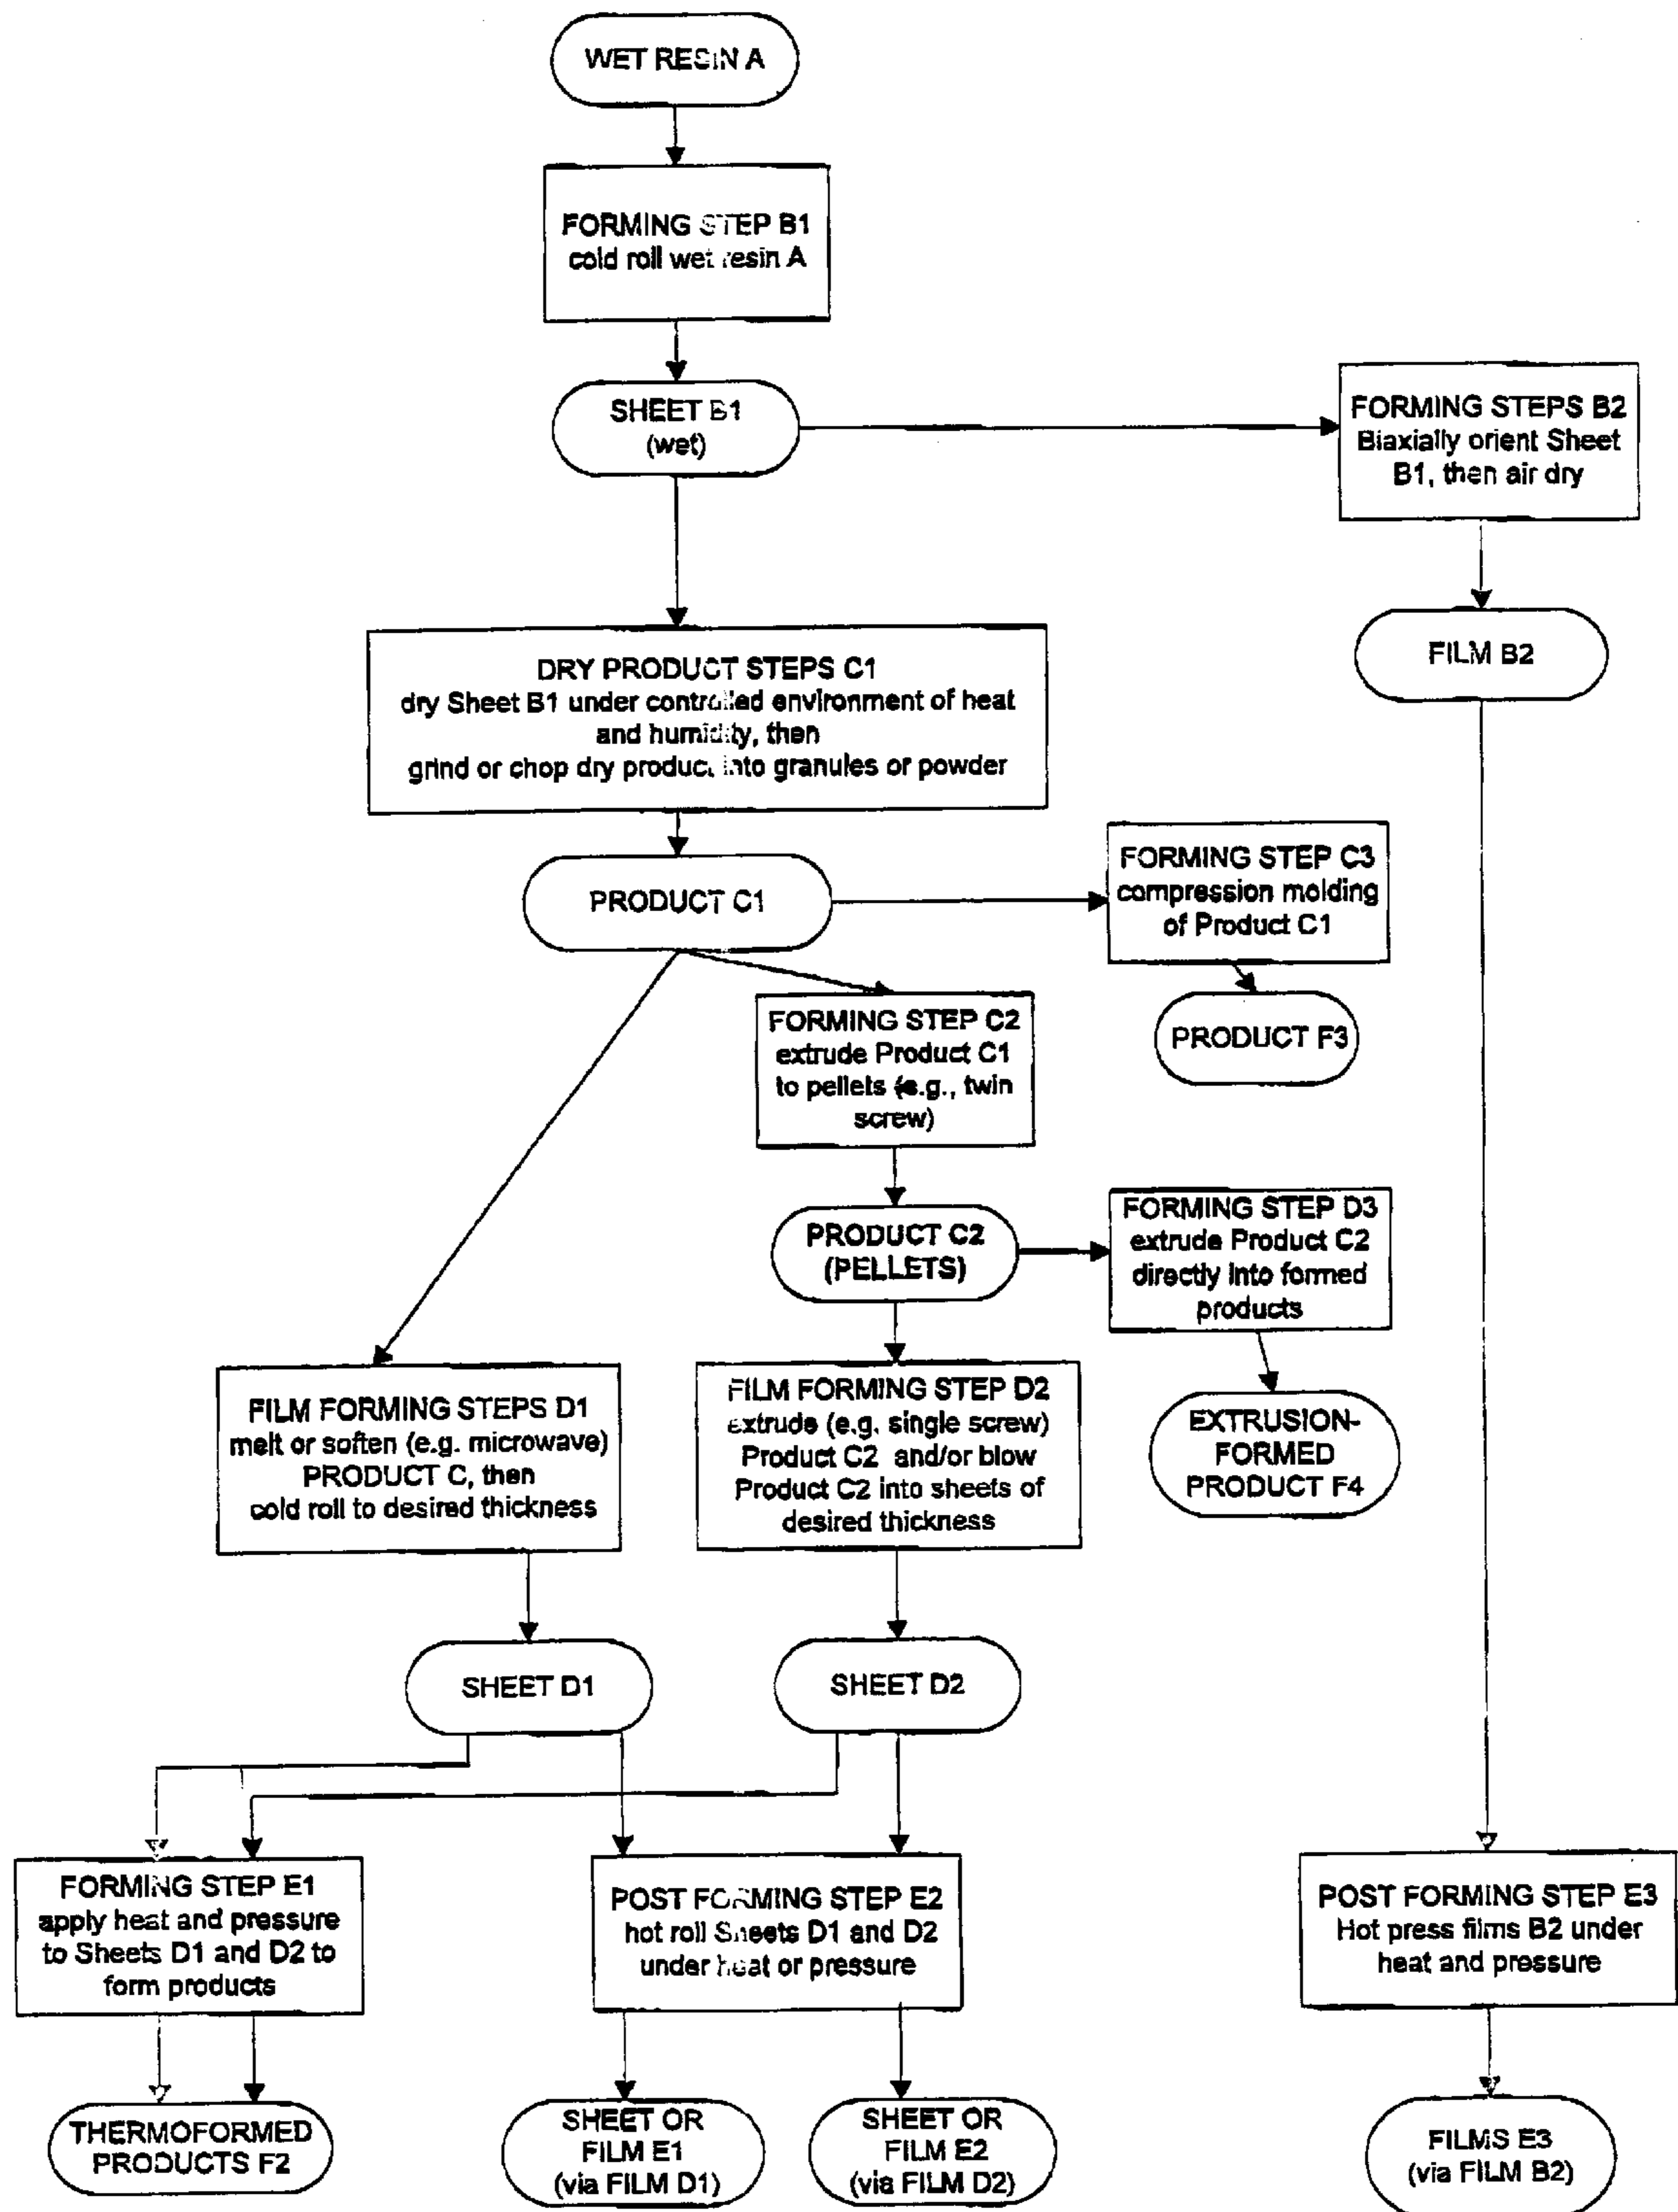 WET RESIN A
FORMING STEP B1
cold roll wet resin A
SHEET B1
(wet)
FORMING STEPS B2
Biaxially orient Sheet
B1, then air dry
FILM B2
DRY PRODUCT STEPS C1
dry Sheet B1 under controlled environment of heat
and humidity, then
grind or chop dry product into granules or powder
PRODUCT C1
FORMING STEP C3
compression molding
of Product C1
PRODUCT F3
FORMING STEP C2
extrude Product C1
to pellets (e.g., twin
screw)
PRODUCT C2
(PELLETS)
FORMING STEP D3
extrude Product C2
directly into formed
products
EXTRUSION-
FORMED
PRODUCT F4
FILM FORMING STEPS D1
melt or soften (e.g. microwave)
PRODUCT C, then
cold roll to desired thickness
FILM FORMING STEP D2
extrude (e.g. single screw)
Product C2 and/or blow
Product C2 into sheets of
desired thickness
SHEET D1
SHEET D2
FORMING STEP E1
apply heat and pressure
to Sheets D1 and D2 to
form products
POST FORMING STEP E2
hot roll Sheets D1 and D2
under heat or pressure
POST FORMING STEP E3
Hot press films B2 under
heat and pressure
THERMOFORMED
PRODUCTS F2
SHEET OR
FILM E1
(via FILM D1)
SHEET OR
FILM E2
(via FILM D2)
FILMS E3
(via FILM B2)